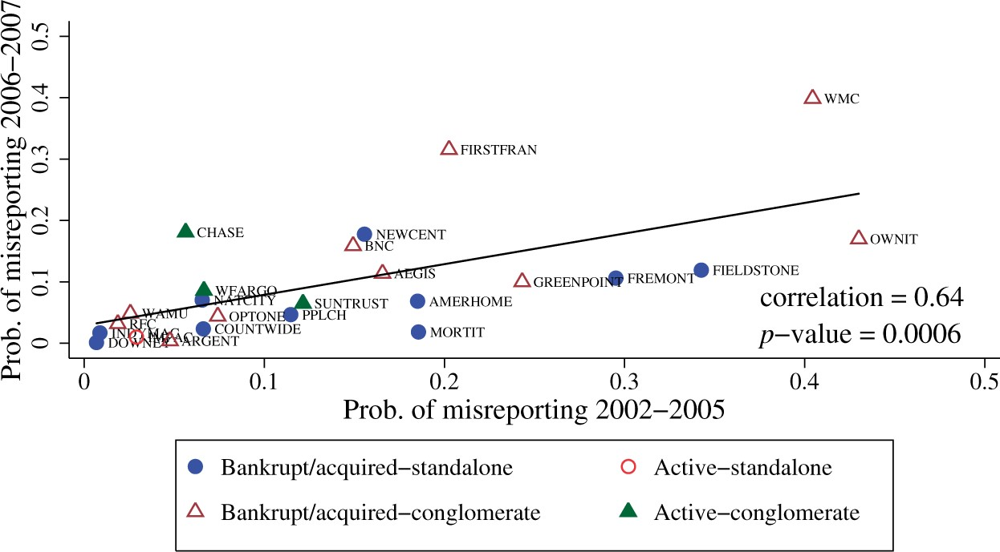 Prob. of misreporting 2006–2007
0.5
0.4
0.3
0.2
0.1
0
WMC
FIRSTFRAN
CHASE
NEWCENT
BNC
OWNIT
AEGIS
GREENPOINT
FREMONT
FIELDSTONE
WFARGO
NATCITY
SUNTRUST
AMERHOME
WAMU
OPTONE
PPLCH
RFC
COUNTWIDE
MORTIT
INDYMAC
IMPAC
ARGENT
DOWNEY
correlation = 0.64
p–value = 0.0006
0 0.1 0.2 0.3 0.4 0.5
Prob. of misreporting 2002–2005
Bankrupt/acquired–standalone Active–standalone
Bankrupt/acquired–conglomerate Active–conglomerate